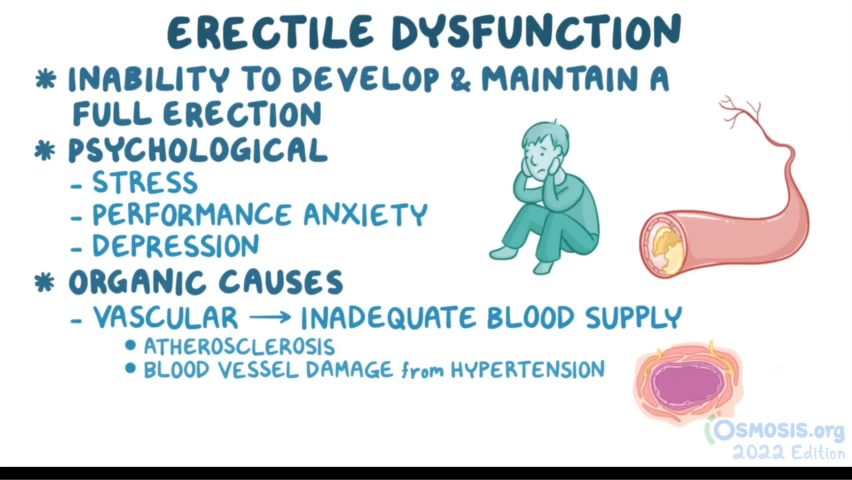 ERECTILE DYSFUNCTION
* INABILITY TO DEVELOP & MAINTAIN A
FULL ERECTION
* PSYCHOLOGICAL
- STRESS
- PERFORMANCE ANXIETY
- DEPRESSION
* ORGANIC CAUSES
- VASCULAR → INADEQUATE BLOOD SUPPLY
• ATHEROSCLEROSIS
• BLOOD VESSEL DAMAGE from HYPERTENSION
OSMOSIS.org
2022 Edition